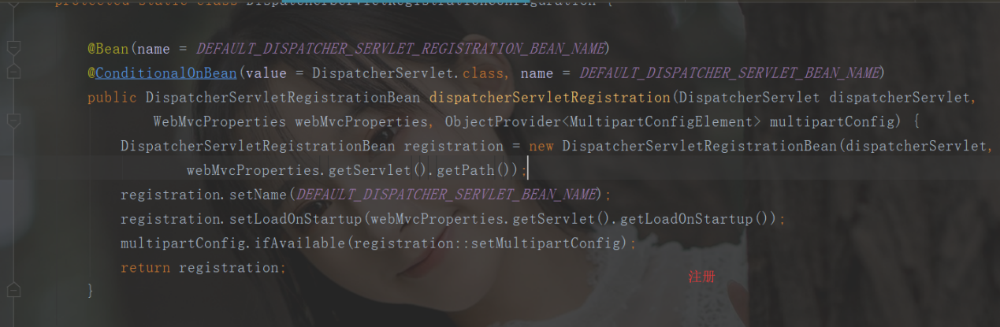 protected static class DispatcherServletRegistrationConfiguration {
@Bean(name = DEFAULT_DISPATCHER_SERVLET_REGISTRATION_BEAN_NAME)
@ConditionalOnBean(value = DispatcherServlet.class, name = DEFAULT_DISPATCHER_SERVLET_BEAN_NAME)
public DispatcherServletRegistrationBean dispatcherServletRegistration(DispatcherServlet dispatcherServlet,
WebMvcProperties webMvcProperties, ObjectProvider<MultipartConfigElement> multipartConfig) {
DispatcherServletRegistrationBean registration = new DispatcherServletRegistrationBean(dispatcherServlet,
webMvcProperties.getServlet().getPath());
registration.setName(DEFAULT_DISPATCHER_SERVLET_BEAN_NAME);
registration.setLoadOnStartup(webMvcProperties.getServlet().getLoadOnStartup());
multipartConfig.ifAvailable(registration::setMultipartConfig);
return registration;
注册
}